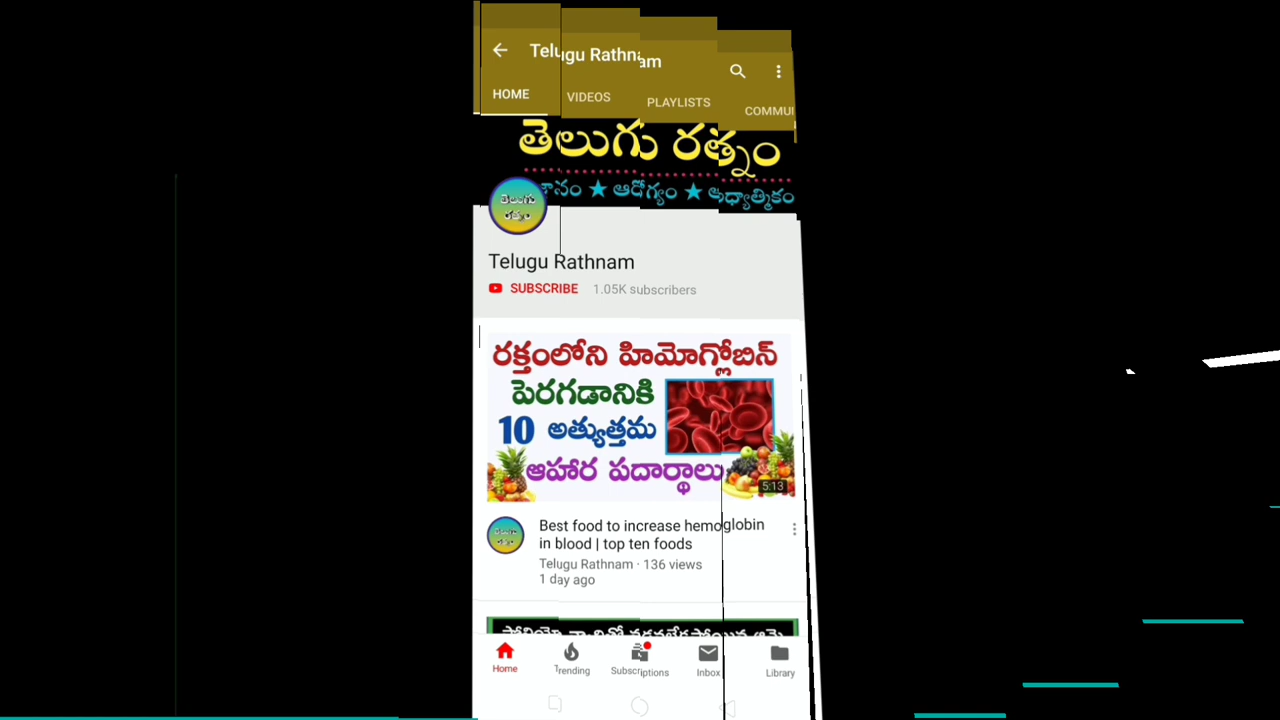 Telugu Rathnam
HOME VIDEOS PLAYLISTS COMMU
తెలుగు రత్నం
★ ఆరోగ్యం ★ ఆధ్యాత్మికం
తెలుగు
రత్నం
Telugu Rathnam
SUBSCRIBE 1.05K subscribers
రక్తంలోని హిమోగ్లోబిన్
పెరగడానికి
10 అత్యుత్తమ
ఆహార పదార్థాలు
5:13
Best food to increase hemoglobin
in blood | top ten foods
Telugu Rathnam · 136 views
1 day ago
Home Trending Subscriptions Inbox Library